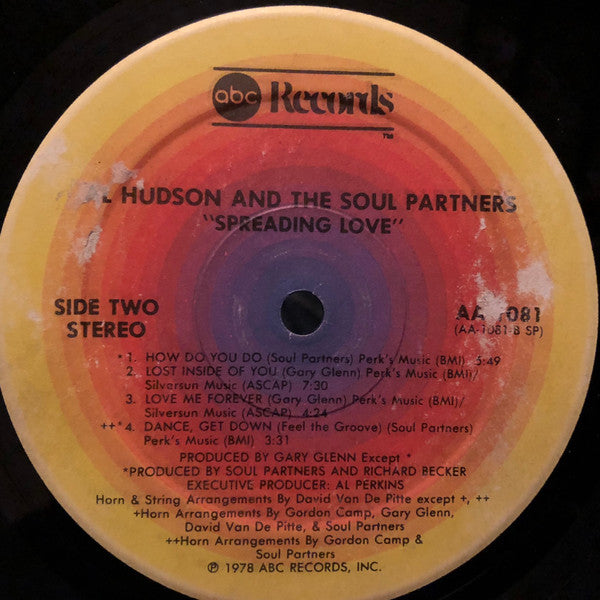 abc Records
TM
HUDSON AND THE SOUL PARTNERS
"SPREADING LOVE"
SIDE TWO
STEREO
AA 1081
(AA-1081-B SP)
*1. HOW DO YOU DO (Soul Partners) Perk's Music (BMI) 5:49
2. LOST INSIDE OF YOU (Gary Glenn) Perk's Music (BMI)/
Silversun Music (ASCAP) 7:30
3. LOVE ME FOREVER (Gary Glenn) Perk's Music (BMI)/
Silversun Music (ASCAP) 4:24
++*4. DANCE, GET DOWN (Feel the Groove) (Soul Partners)
Perk's Music (BMI) 3:31
PRODUCED BY GARY GLENN Except *
*PRODUCED BY SOUL PARTNERS AND RICHARD BECKER
EXECUTIVE PRODUCER: AL PERKINS
Horn & String Arrangements By David Van De Pitte except +, ++
+Horn Arrangements By Gordon Camp, Gary Glenn,
David Van De Pitte, & Soul Partners
++Horn Arrangements By Gordon Camp &
Soul Partners
℗ 1978 ABC RECORDS, INC.